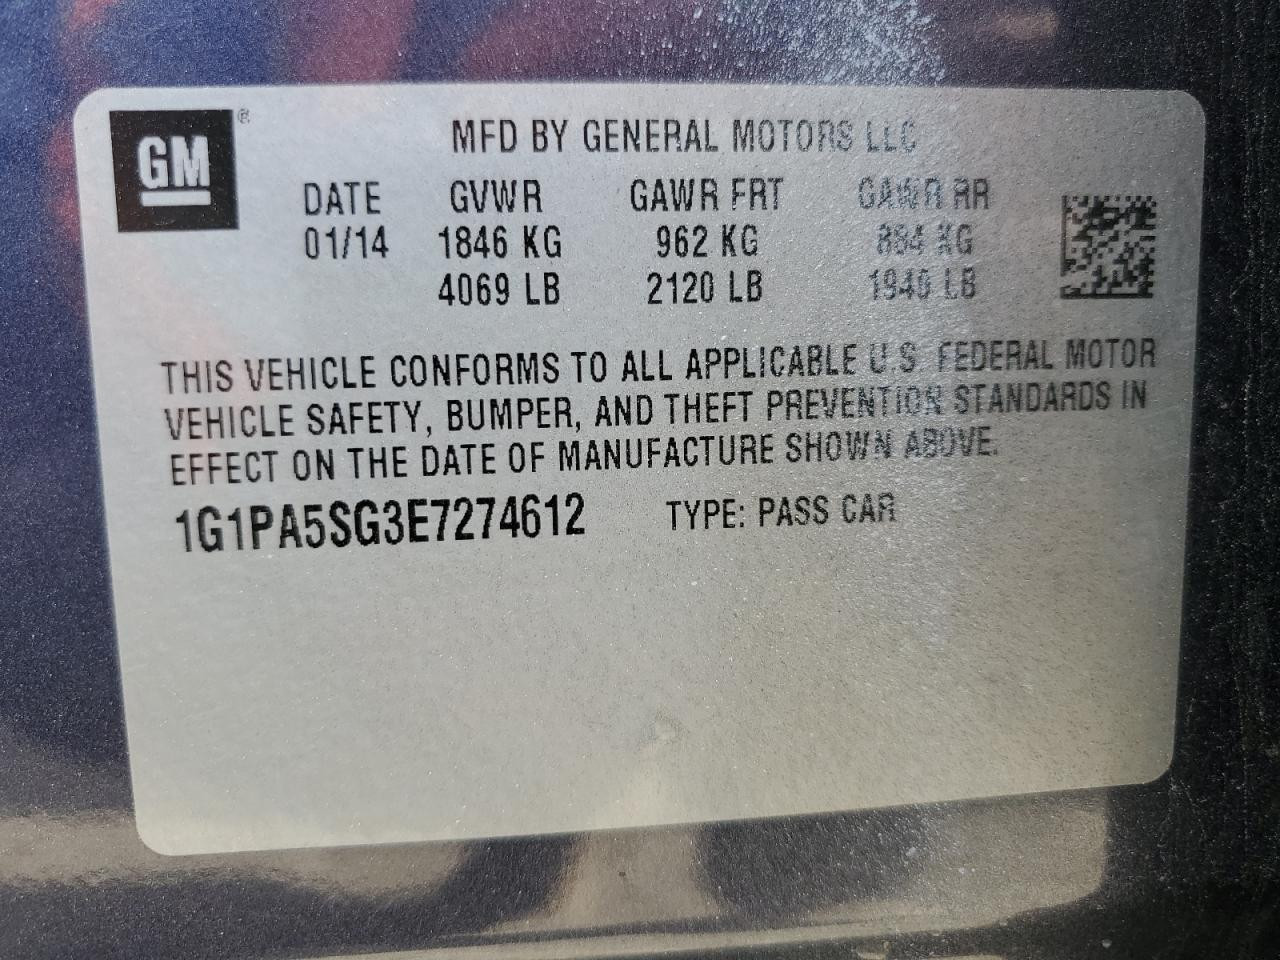 GM ®
MFD BY GENERAL MOTORS LLC
DATE GVWR GAWR FRT GAWR RR
01/14 1846 KG 962 KG 884 KG
4069 LB 2120 LB LB
THIS VEHICLE CONFORMS TO ALL APPLICABLE U.S. FEDERAL MOTOR
VEHICLE SAFETY, BUMPER, AND THEFT PREVENTION STANDARDS IN
EFFECT ON THE DATE OF MANUFACTURE SHOWN ABOVE.
1G1PA5SG3E7274612 TYPE: PASS CAR